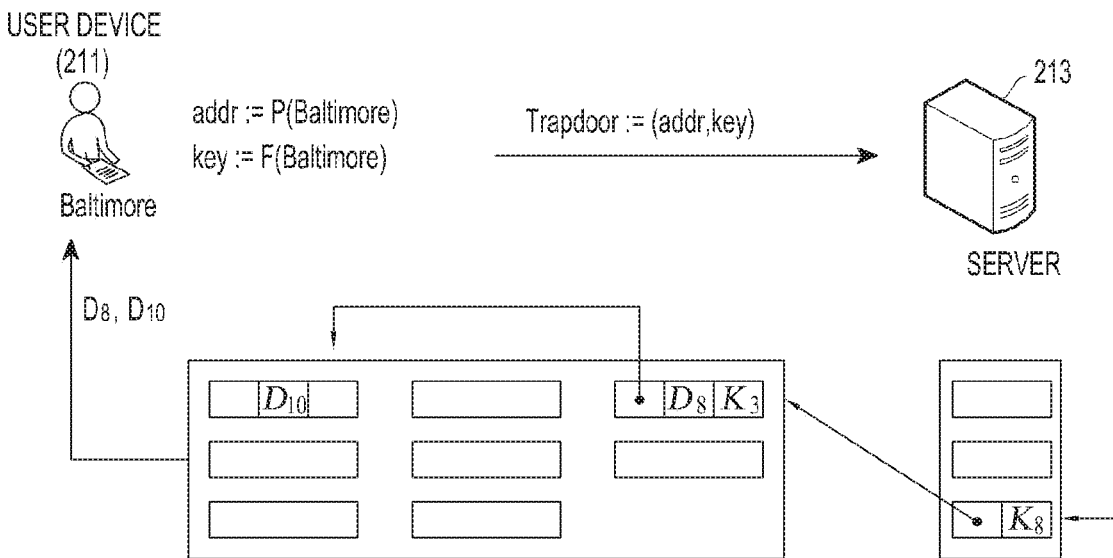 USER DEVICE
(211)
213
addr := P(Baltimore)
Trapdoor := (addr,key)
key := F(Baltimore)
Baltimore
SERVER
D8, D10
D10
D8 K3
K8